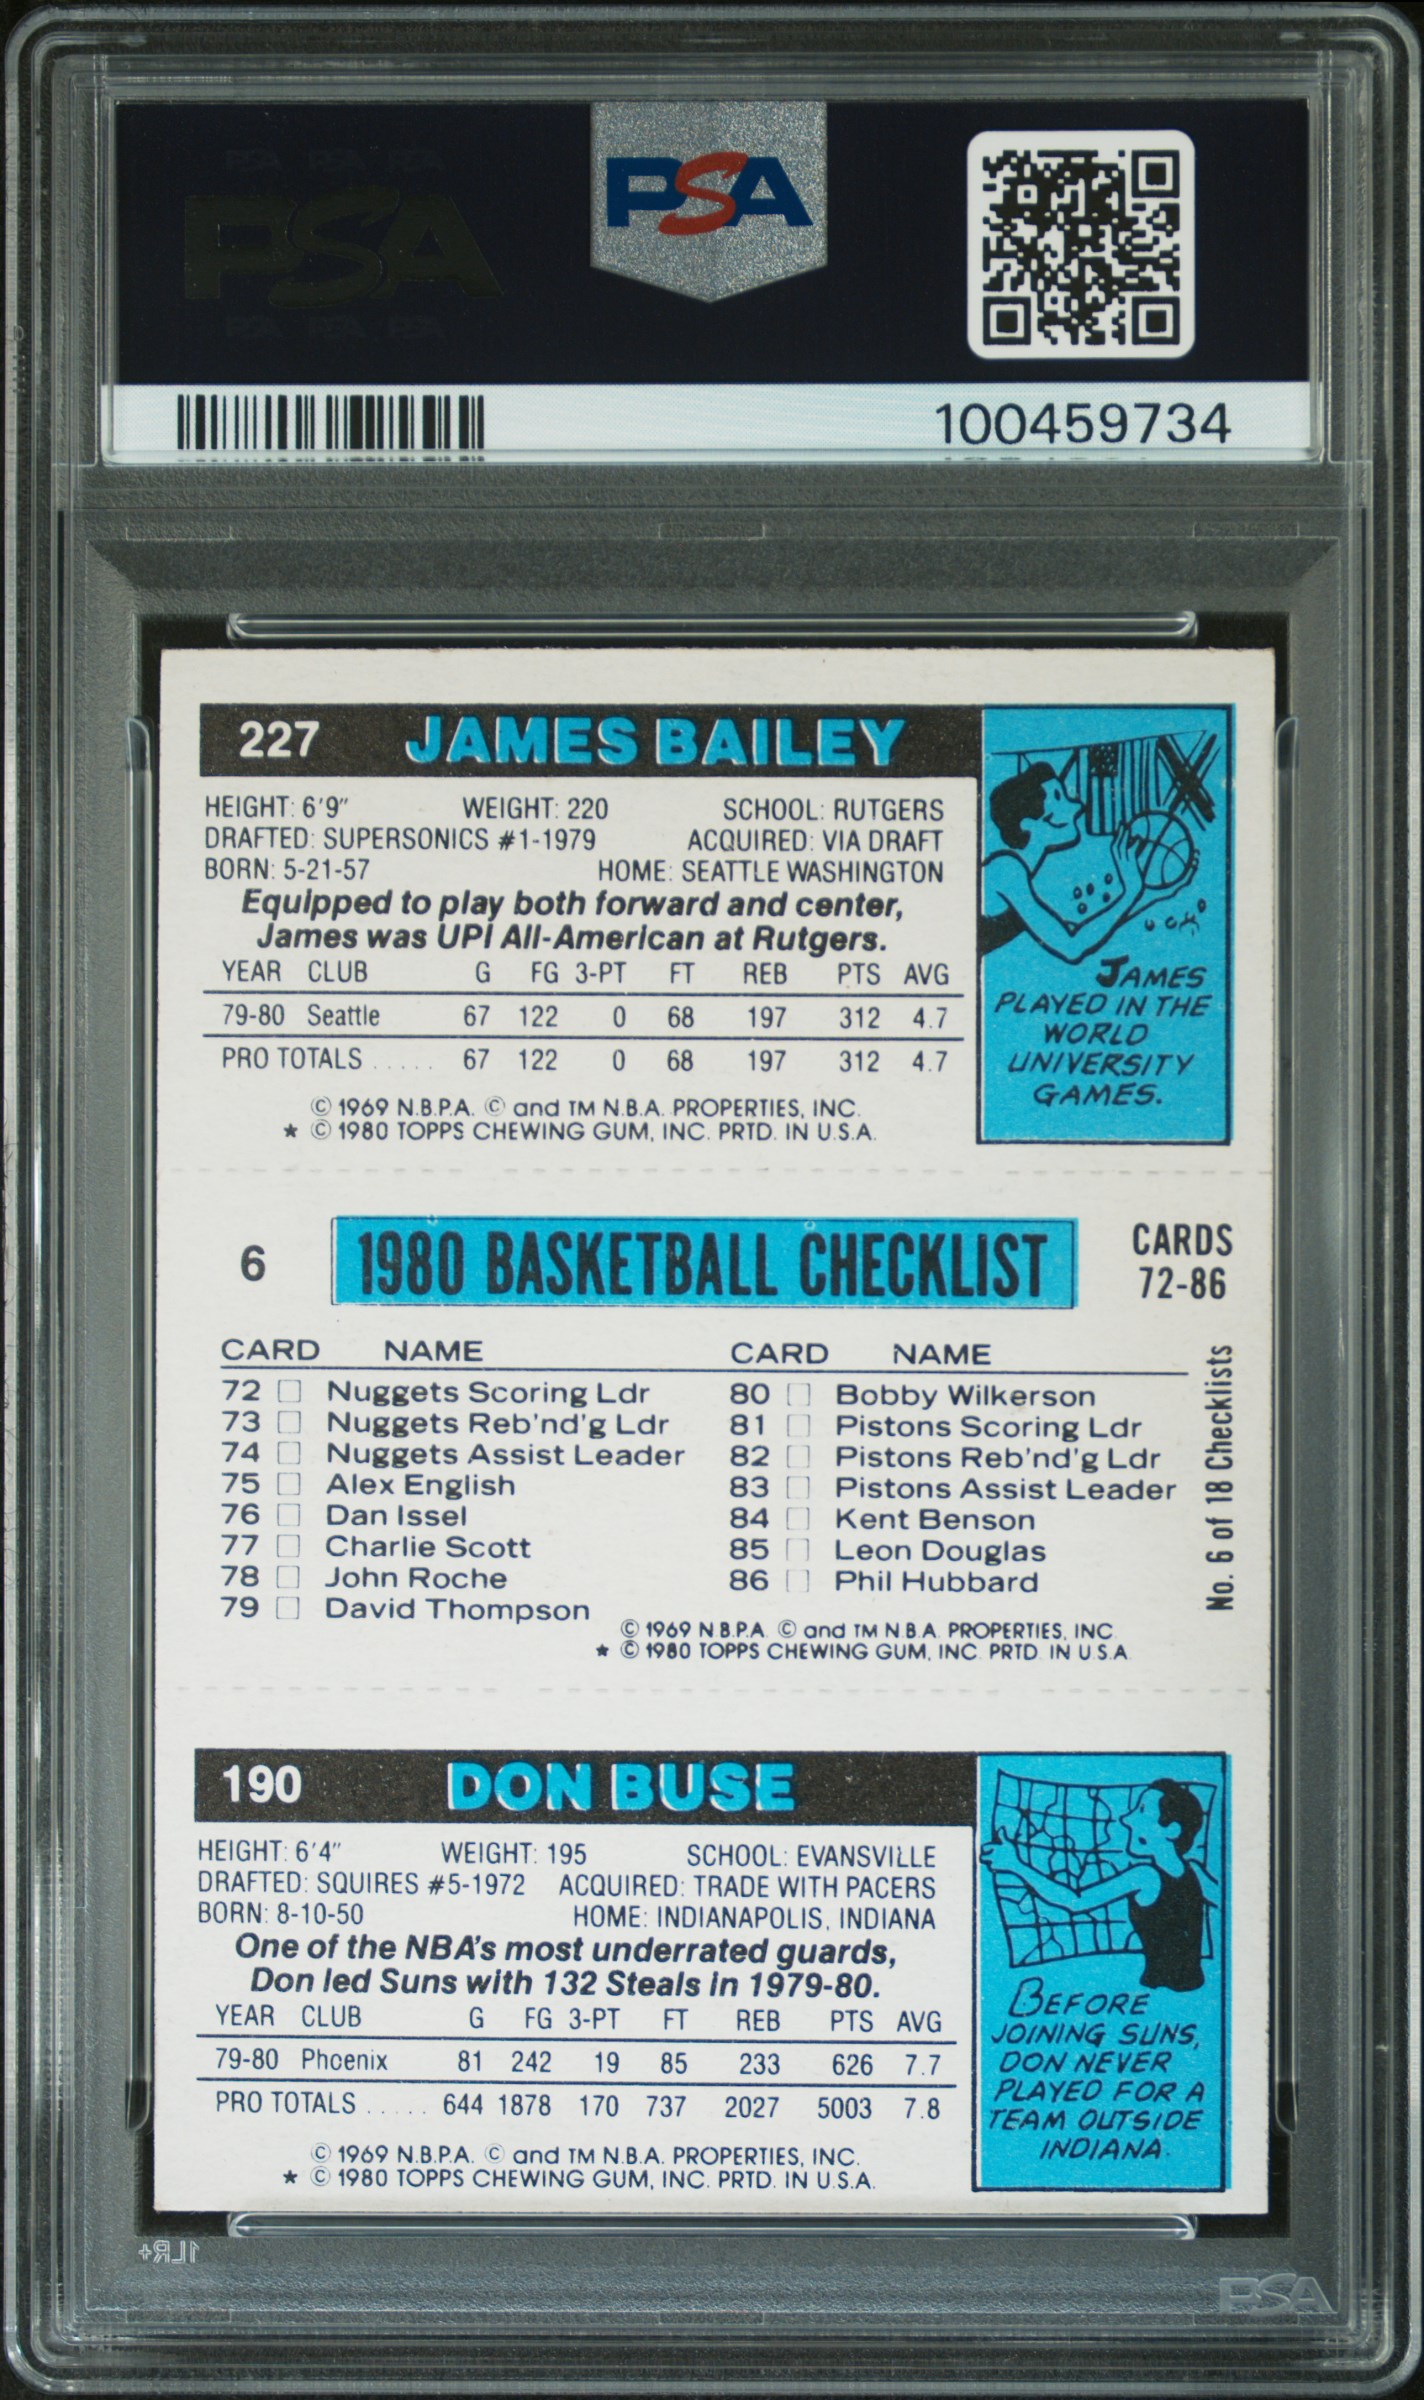 PSA
PSA
100459734
227 JAMES BAILEY
HEIGHT: 6'9" WEIGHT: 220 SCHOOL: RUTGERS
DRAFTED: SUPERSONICS #1-1979 ACQUIRED: VIA DRAFT
BORN: 5-21-57 HOME: SEATTLE WASHINGTON
Equipped to play both forward and center,
James was UPI All-American at Rutgers.
YEAR CLUB G FG 3-PT FT REB PTS AVG
79-80 Seattle 67 122 0 68 197 312 4.7
PRO TOTALS ..... 67 122 0 68 197 312 4.7
© 1969 N.B.P.A. © and TM N.B.A. PROPERTIES, INC.
★ © 1980 TOPPS CHEWING GUM, INC. PRTD. IN U.S.A.
JAMES
PLAYED IN THE
WORLD
UNIVERSITY
GAMES.
6 1980 BASKETBALL CHECKLIST CARDS
72-86
CARD NAME CARD NAME
72 □ Nuggets Scoring Ldr 80 □ Bobby Wilkerson
73 □ Nuggets Reb'nd'g Ldr 81 □ Pistons Scoring Ldr
74 □ Nuggets Assist Leader 82 □ Pistons Reb'nd'g Ldr
75 □ Alex English 83 □ Pistons Assist Leader
76 □ Dan Issel 84 □ Kent Benson
77 □ Charlie Scott 85 □ Leon Douglas
78 □ John Roche 86 □ Phil Hubbard
79 □ David Thompson
No. 6 of 18 Checklists
© 1969 N.B.P.A. © and TM N.B.A. PROPERTIES, INC.
★ © 1980 TOPPS CHEWING GUM, INC. PRTD. IN U.S.A.
190 DON BUSE
HEIGHT: 6'4" WEIGHT: 195 SCHOOL: EVANSVILLE
DRAFTED: SQUIRES #5-1972 ACQUIRED: TRADE WITH PACERS
BORN: 8-10-50 HOME: INDIANAPOLIS, INDIANA
One of the NBA's most underrated guards,
Don led Suns with 132 Steals in 1979-80.
YEAR CLUB G FG 3-PT FT REB PTS AVG
79-80 Phoenix 81 242 19 85 233 626 7.7
PRO TOTALS ..... 644 1878 170 737 2027 5003 7.8
© 1969 N.B.P.A. © and TM N.B.A. PROPERTIES, INC.
★ © 1980 TOPPS CHEWING GUM, INC. PRTD. IN U.S.A.
BEFORE
JOINING SUNS,
DON NEVER
PLAYED FOR A
TEAM OUTSIDE
INDIANA.
1LR+
PSA